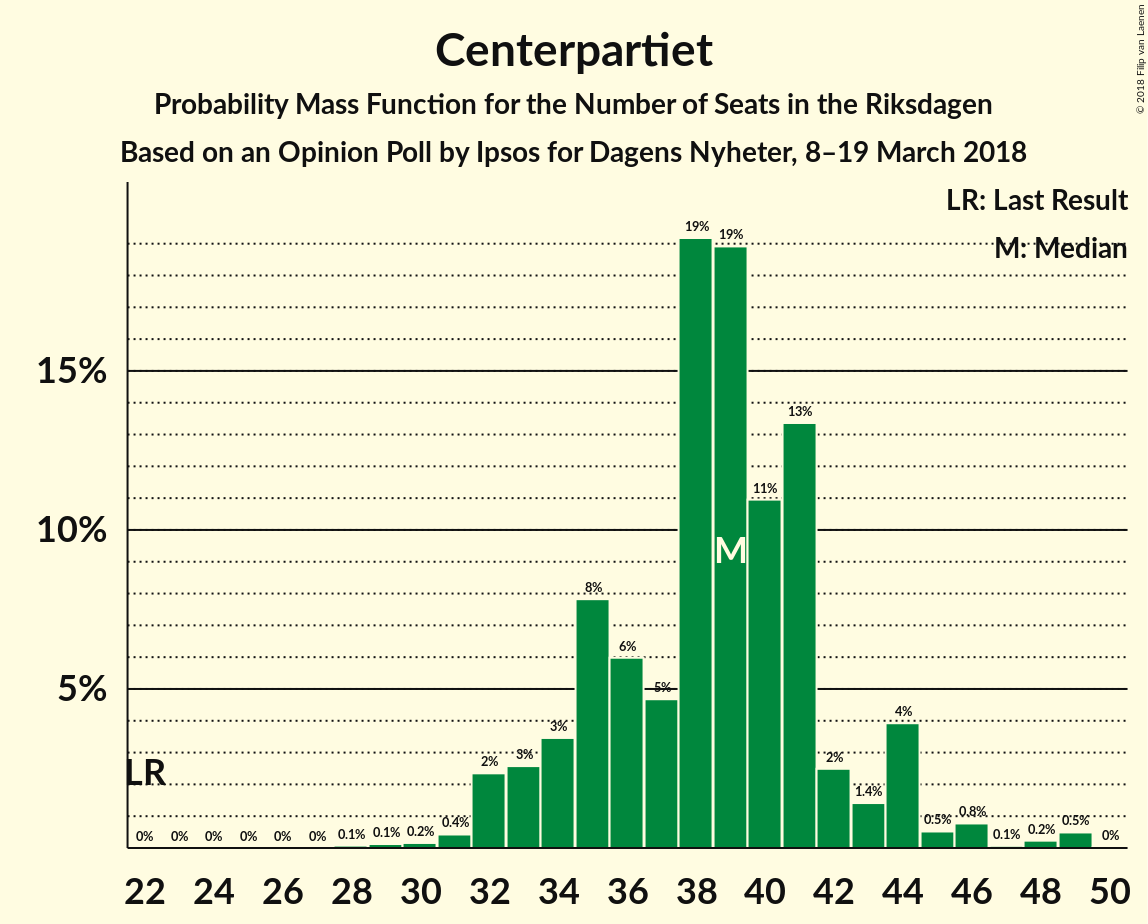 Centerpartiet
Probability Mass Function for the Number of Seats in the Riksdagen
Based on an Opinion Poll by Ipsos for Dagens Nyheter, 8–19 March 2018
© 2018 Filip van Laenen
LR: Last Result
M: Median
15%
10%
5%
LR
M
0% 0% 0% 0% 0% 0% 0.1% 0.1% 0.2% 0.4% 2% 3% 3% 8% 6% 5% 19% 19% 11% 13% 2% 1.4% 4% 0.5% 0.8% 0.1% 0.2% 0.5% 0%
22 24 26 28 30 32 34 36 38 40 42 44 46 48 50